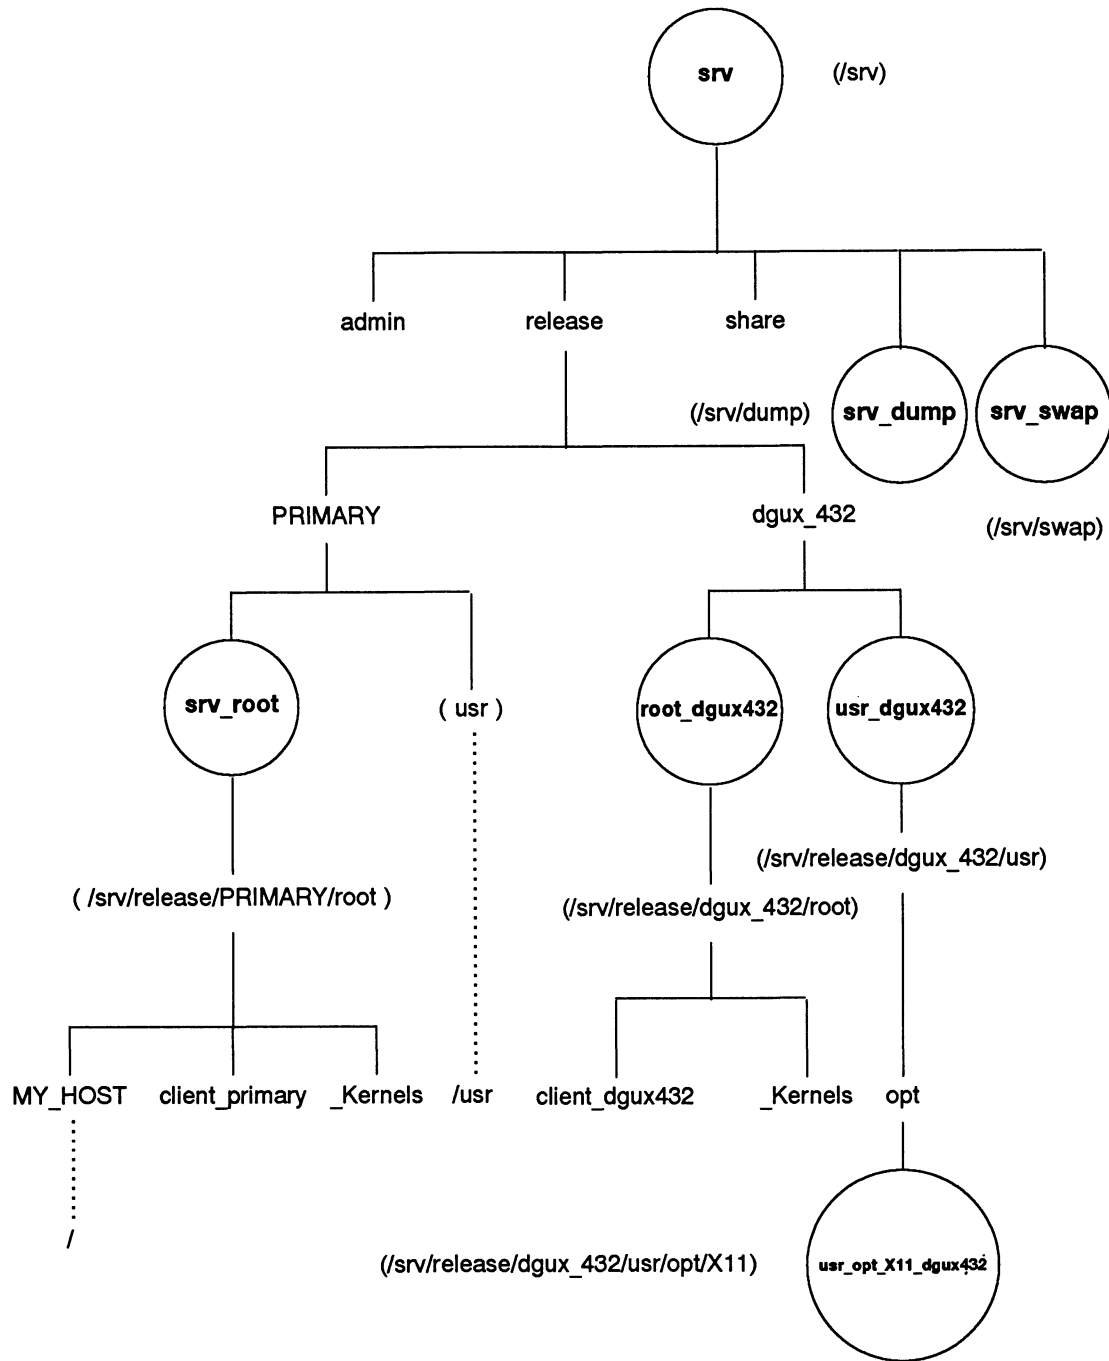 srv
(/srv)
admin
release
share
(/srv/dump)
srv_dump
srv_swap
PRIMARY
dgux_432
(/srv/swap)
srv_root
( usr )
root_dgux432
usr_dgux432
(/srv/release/dgux_432/usr)
( /srv/release/PRIMARY/root )
(/srv/release/dgux_432/root)
MY_HOST
client_primary
_Kernels
/usr
client_dgux432
_Kernels
opt
/
(/srv/release/dgux_432/usr/opt/X11)
usr_opt_X11_dgux432